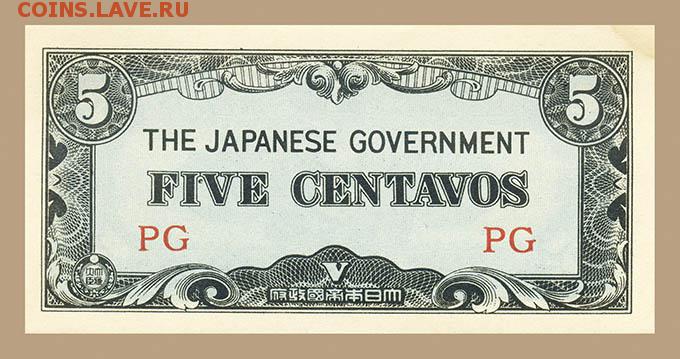 COINS.LAVE.RU
5 5
THE JAPANESE GOVERNMENT
FIVE CENTAVOS
PG PG
V
大日本帝國政府